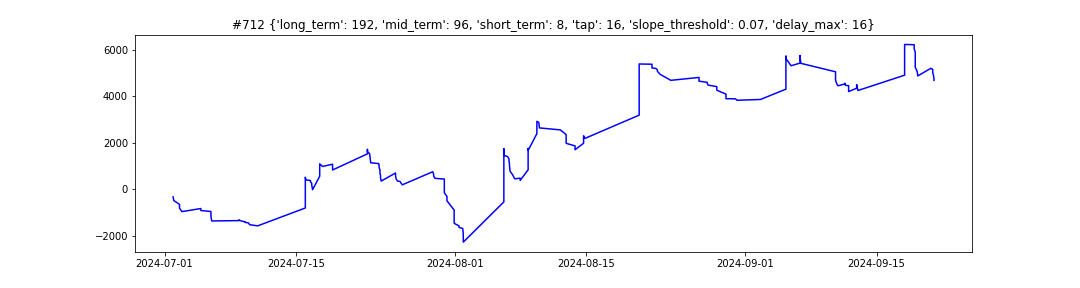 #712 {'long_term': 192, 'mid_term': 96, 'short_term': 8, 'tap': 16, 'slope_threshold': 0.07, 'delay_max': 16}
6000
4000
2000
0
−2000
2024-07-01 2024-07-15 2024-08-01 2024-08-15 2024-09-01 2024-09-15